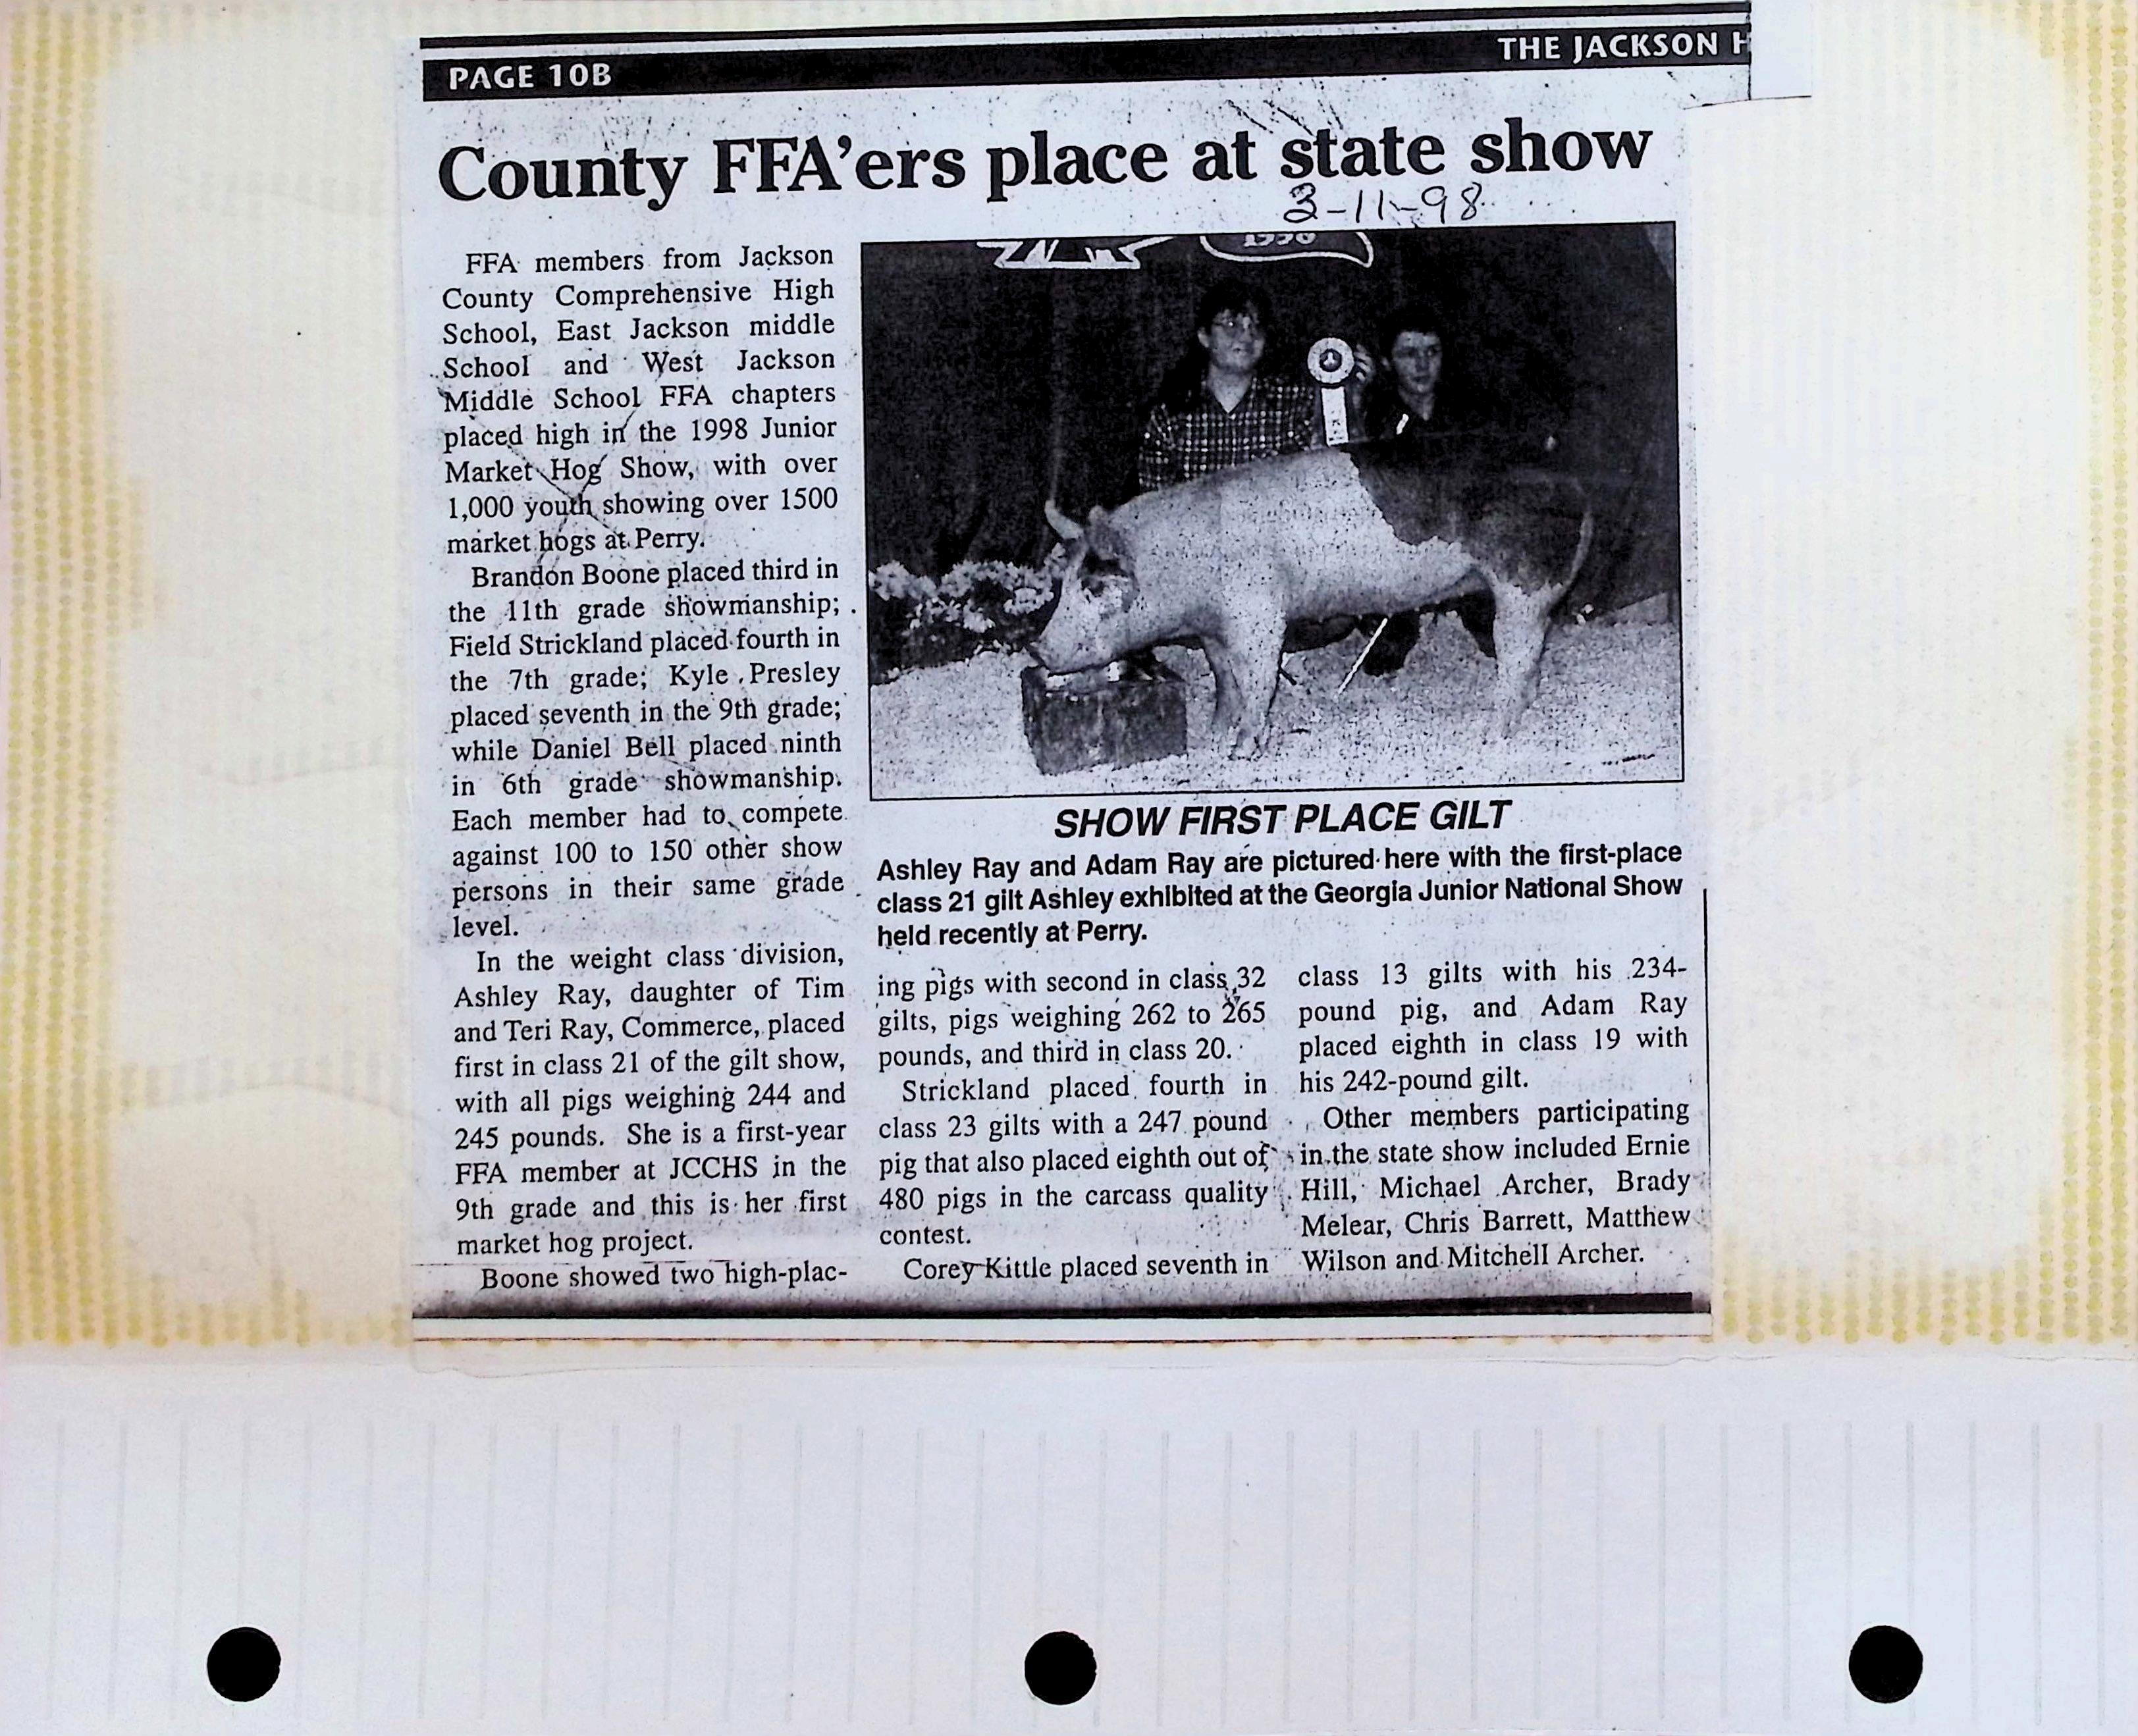 PAGE 10B
THE JACKSON H
County FFA'ers place at state show
3-11-98
FFA members from Jackson
County Comprehensive High
School, East Jackson middle
School and West Jackson
Middle School FFA chapters
placed high in the 1998 Junior
Market Hog Show, with over
1,000 youth showing over 1500
market hogs at Perry.
Brandon Boone placed third in
the 11th grade showmanship;
Field Strickland placed fourth in
the 7th grade; Kyle Presley
placed seventh in the 9th grade;
while Daniel Bell placed ninth
in 6th grade showmanship.
Each member had to compete
against 100 to 150 other show
persons in their same grade
level.
In the weight class division,
Ashley Ray, daughter of Tim
and Teri Ray, Commerce, placed
first in class 21 of the gilt show,
with all pigs weighing 244 and
245 pounds. She is a first-year
FFA member at JCCHS in the
9th grade and this is her first
market hog project.
Boone showed two high-plac-
1998
SHOW FIRST PLACE GILT
Ashley Ray and Adam Ray are pictured here with the first-place
class 21 gilt Ashley exhibited at the Georgia Junior National Show
held recently at Perry.
ing pigs with second in class 32
gilts, pigs weighing 262 to 265
pounds, and third in class 20.
Strickland placed fourth in
class 23 gilts with a 247 pound
pig that also placed eighth out of
480 pigs in the carcass quality
contest.
Corey Kittle placed seventh in
class 13 gilts with his 234-
pound pig, and Adam Ray
placed eighth in class 19 with
his 242-pound gilt.
Other members participating
in the state show included Ernie
Hill, Michael Archer, Brady
Melear, Chris Barrett, Matthew
Wilson and Mitchell Archer.